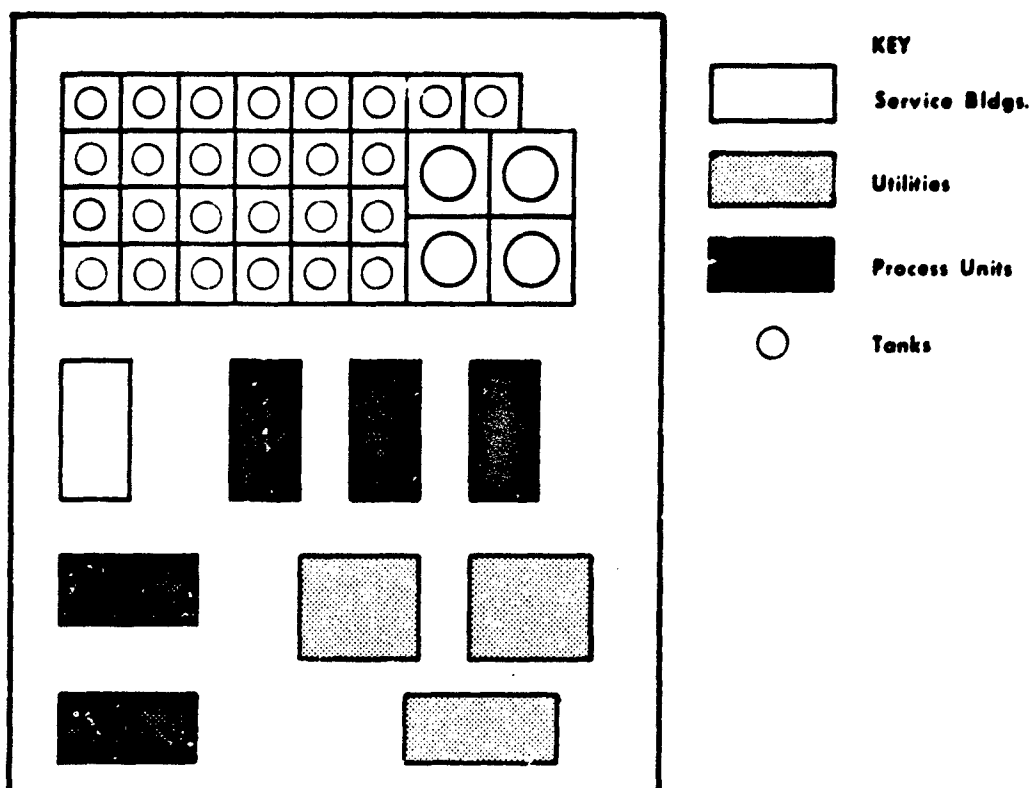 KEY
Service Bldgs.
Utilities
Process Units
Tanks